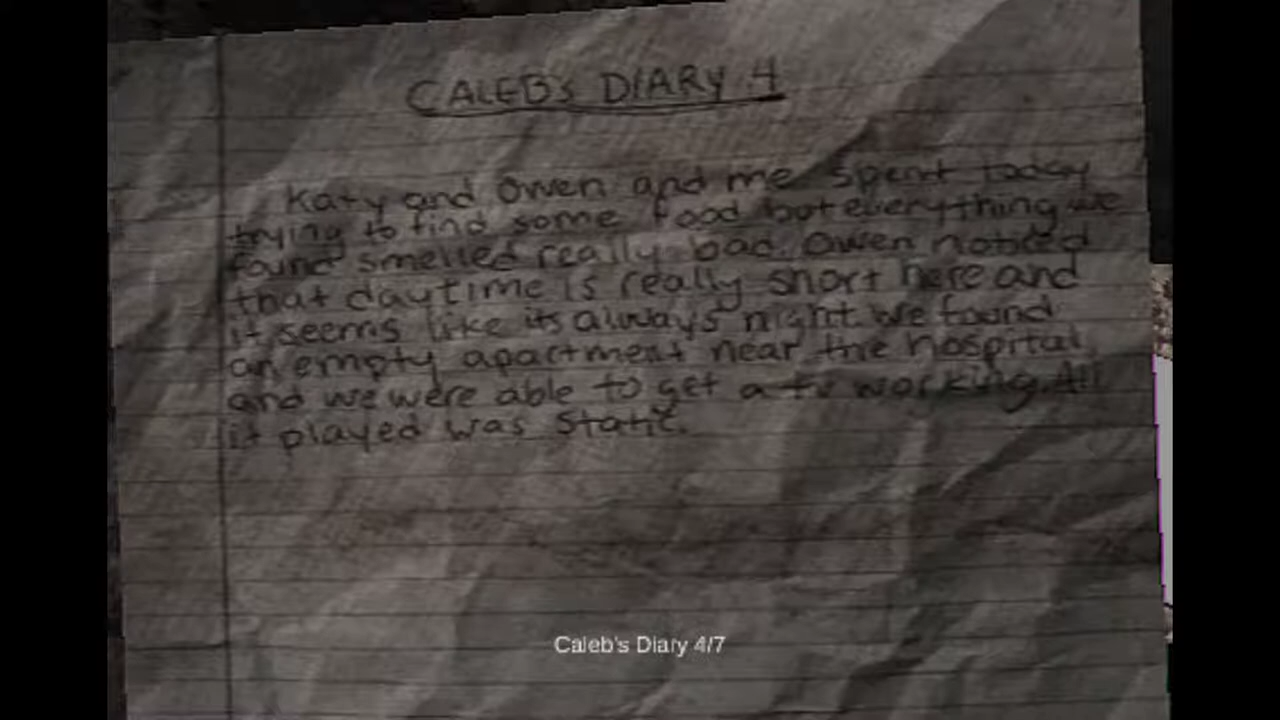 CALEB's DIARY 4
Katy and Owen and me spent today
trying to find some food but everything we
found smelled really bad. Owen noticed
that daytime is really short here and
it seems like its always night. We found
an empty apartment near the hospital
and we were able to get a tv working. All
it played was static.
Caleb's Diary 4/7